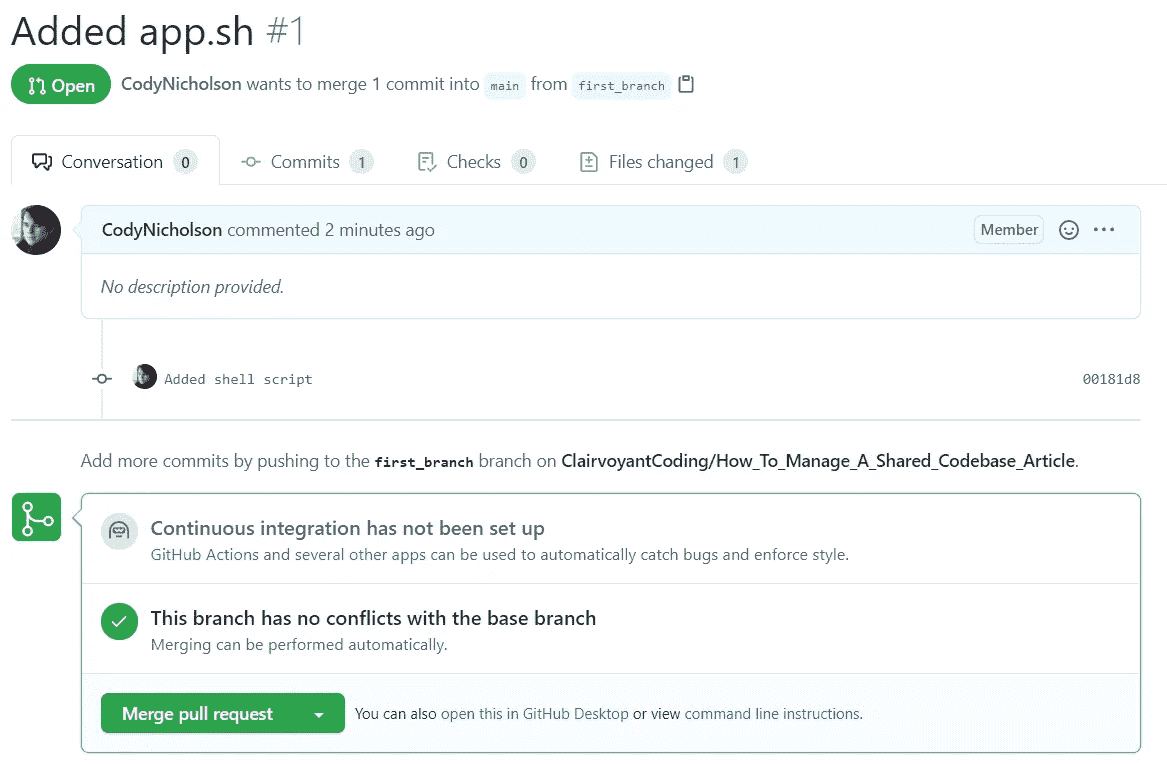 Added app.sh #1
Open CodyNicholson wants to merge 1 commit into main from first_branch
Conversation 0 Commits 1 Checks 0 Files changed 1
CodyNicholson commented 2 minutes ago Member
No description provided.
Added shell script 00181d8
Add more commits by pushing to the first_branch branch on ClairvoyantCoding/How_To_Manage_A_Shared_Codebase_Article.
Continuous integration has not been set up
GitHub Actions and several other apps can be used to automatically catch bugs and enforce style.
This branch has no conflicts with the base branch
Merging can be performed automatically.
Merge pull request You can also open this in GitHub Desktop or view command line instructions.